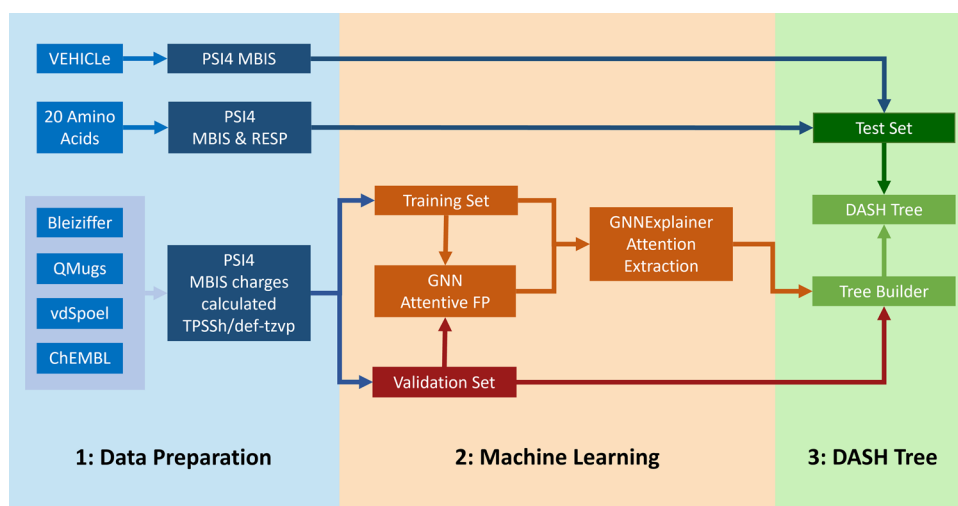 VEHICLe
PSI4 MBIS
20 Amino
Acids
PSI4
MBIS & RESP
Test Set
Bleiziffer
QMugs
vdSpoel
ChEMBL
PSI4
MBIS charges
calculated
TPSSh/def-tzvp
Training Set
GNN
Attentive FP
Validation Set
GNNExplainer
Attention
Extraction
DASH Tree
Tree Builder
1: Data Preparation
2: Machine Learning
3: DASH Tree